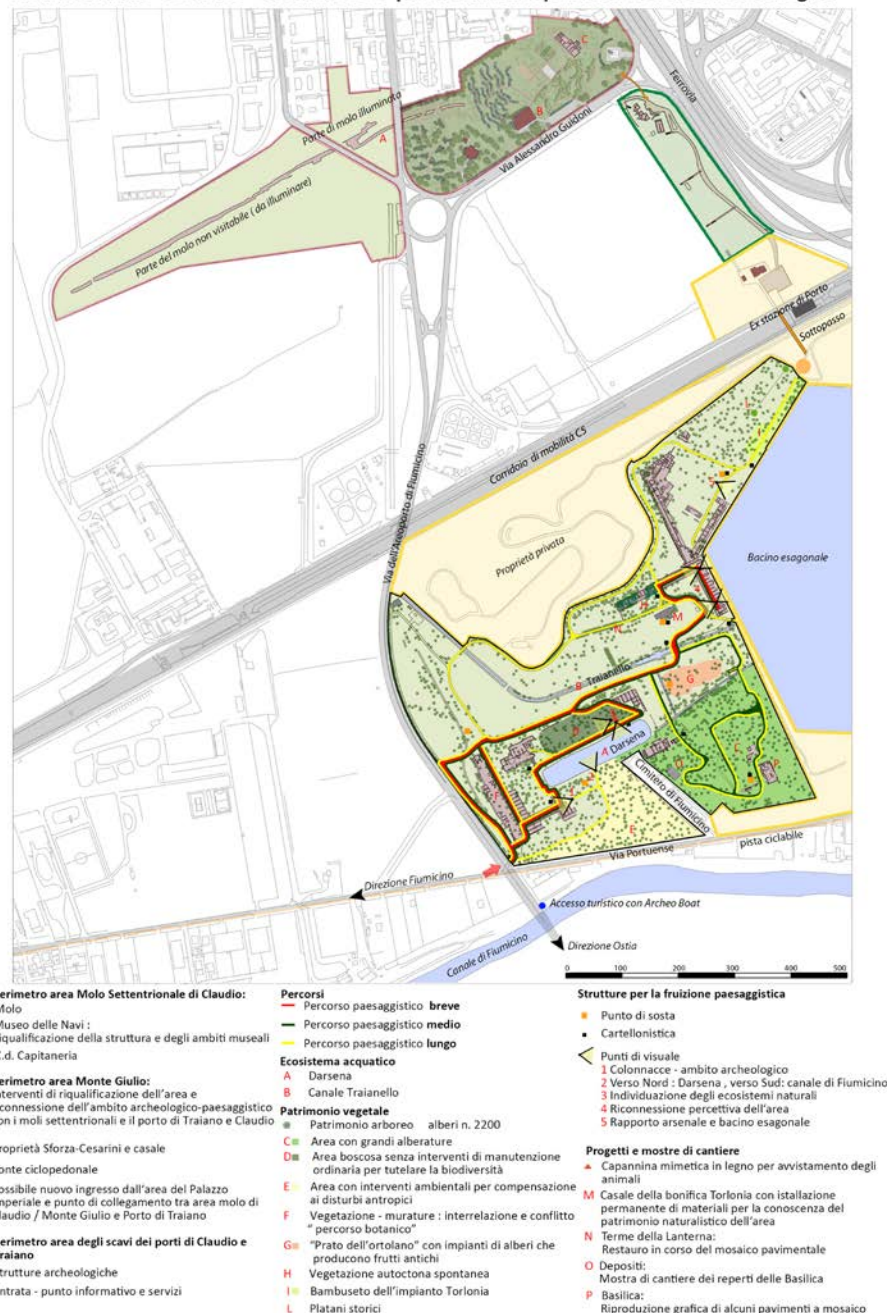 Ferrovia
C
B
Parte di molo illuminata
A
Via Alessandro Guidoni
Parte del molo non visitabile ( da illuminare)
Ex stazione di Porto
Sottopasso
Corridoio di mobilità C5
Via dell'Areoporto di Fiumicino
Proprietà privata
Bacino esagonale
L
I
5
4
H
M
N
B Traianello
G
D
A Darsena
Cimitero di Fiumicino
C
P
O
F
E
Via Portuense
pista ciclabile
Direzione Fiumicino
Accesso turistico con Archeo Boat
Canale di Fiumicino
Direzione Ostia
0 100 200 300 400 500
erimetro area Molo Settentrionale di Claudio:
Molo
Museo delle Navi :
iqualificazione della struttura e degli ambiti museali
C.d. Capitaneria
erimetro area Monte Giulio:
nterventi di riqualificazione dell'area e
connessione dell'ambito archeologico-paesaggistico
on i moli settentrionali e il porto di Traiano e Claudio
roprietà Sforza-Cesarini e casale
onte ciclopedonale
ossibile nuovo ingresso dall'area del Palazzo
mperiale e punto di collegamento tra area molo di
laudio / Monte Giulio e Porto di Traiano
erimetro area degli scavi dei porti di Claudio e
raiano
trutture archeologiche
ntrata - punto informativo e servizi
Percorsi
Percorso paesaggistico breve
Percorso paesaggistico medio
Percorso paesaggistico lungo
Ecosistema acquatico
A Darsena
B Canale Traianello
Patrimonio vegetale
Patrimonio arboreo alberi n. 2200
C Area con grandi alberature
D Area boscosa senza interventi di manutenzione
ordinaria per tutelare la biodiversità
E Area con interventi ambientali per compensazione
ai disturbi antropici
F Vegetazione - murature : interrelazione e conflitto
" percorso botanico"
G "Prato dell'ortolano" con impianti di alberi che
producono frutti antichi
H Vegetazione autoctona spontanea
I Bambuseto dell'impianto Torlonia
L Platani storici
Strutture per la fruizione paesaggistica
Punto di sosta
Cartellonistica
Punti di visuale
1 Colonnacce - ambito archeologico
2 Verso Nord : Darsena , verso Sud: canale di Fiumicino
3 Individuazione degli ecosistemi naturali
4 Riconnessione percettiva dell'area
5 Rapporto arsenale e bacino esagonale
Progetti e mostre di cantiere
Capannina mimetica in legno per avvistamento degli
animali
M Casale della bonifica Torlonia con istallazione
permanente di materiali per la conoscenza del
patrimonio naturalistico dell'area
N Terme della Lanterna:
Restauro in corso del mosaico pavimentale
O Depositi:
Mostra di cantiere dei reperti delle Basilica
P Basilica:
Riproduzione grafica di alcuni pavimenti a mosaico